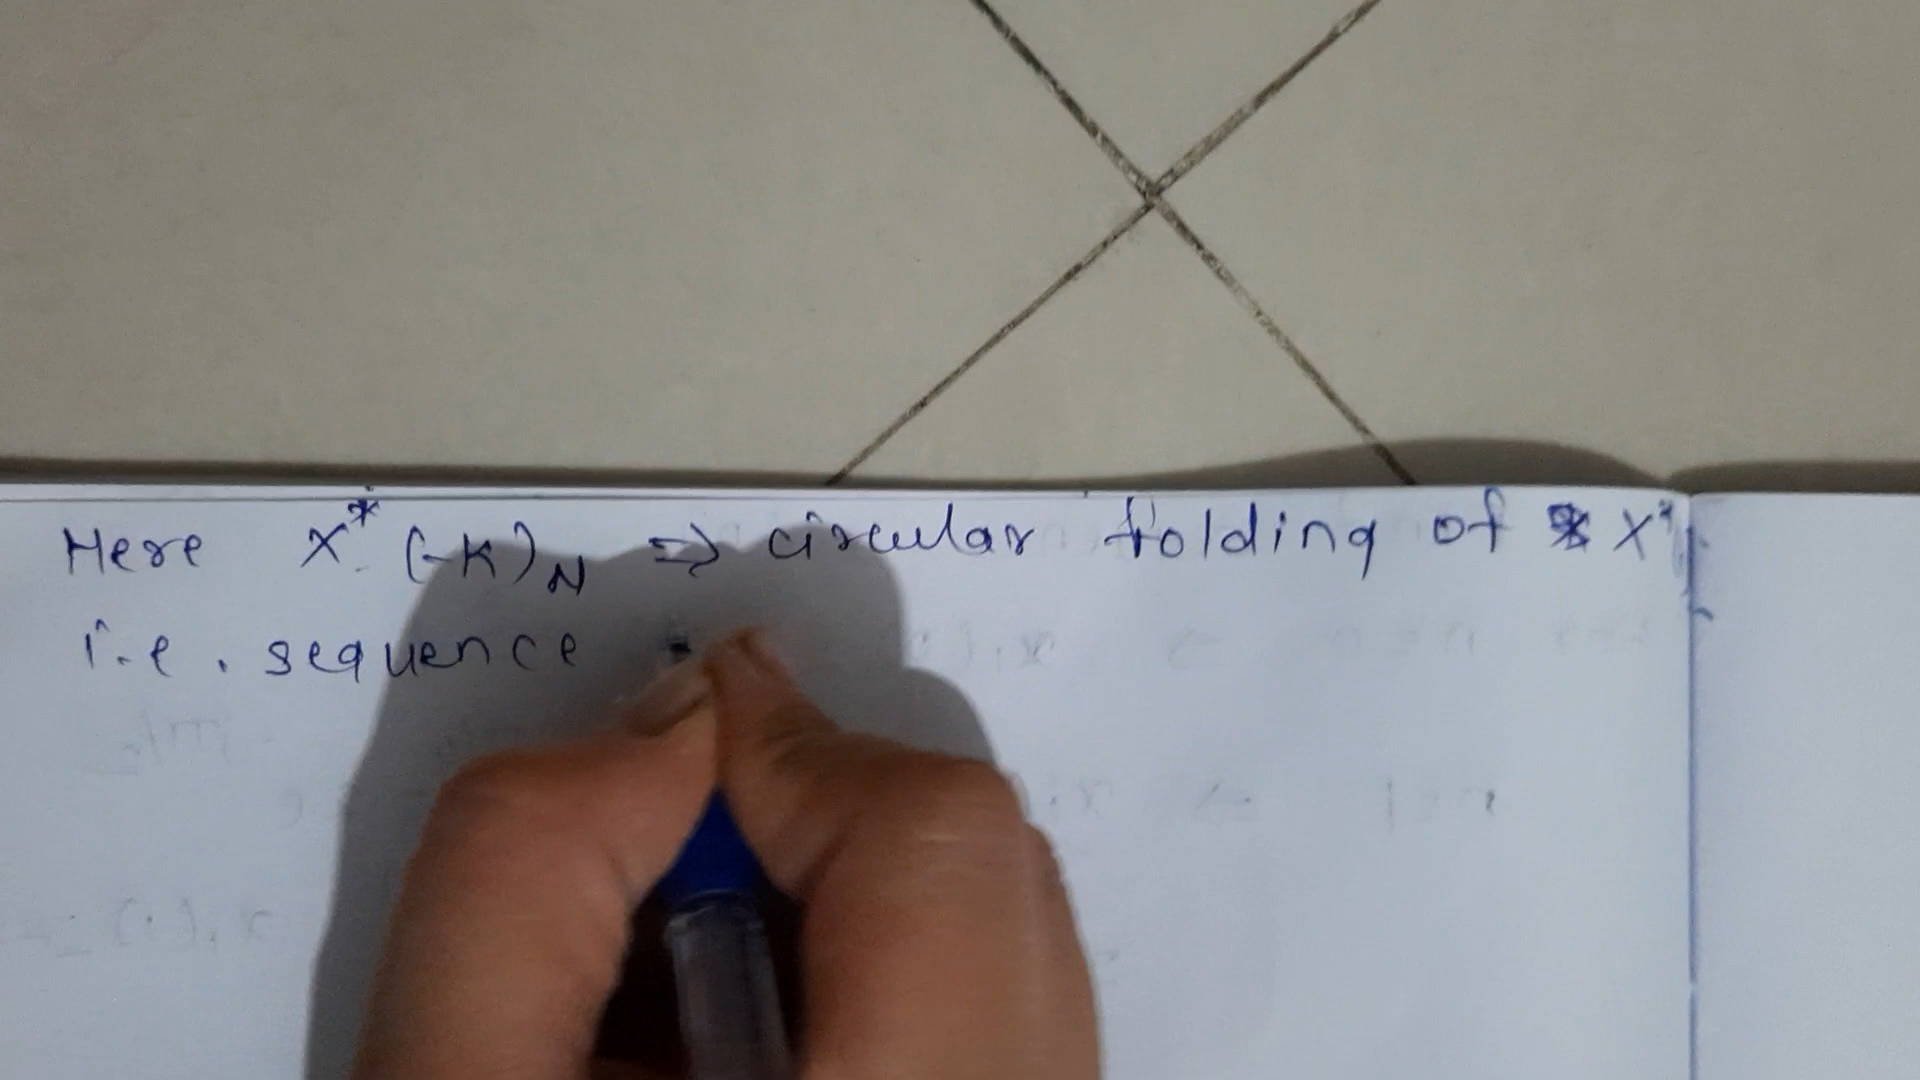 Here X* (-K)N => circular folding of X*
i.e. sequence